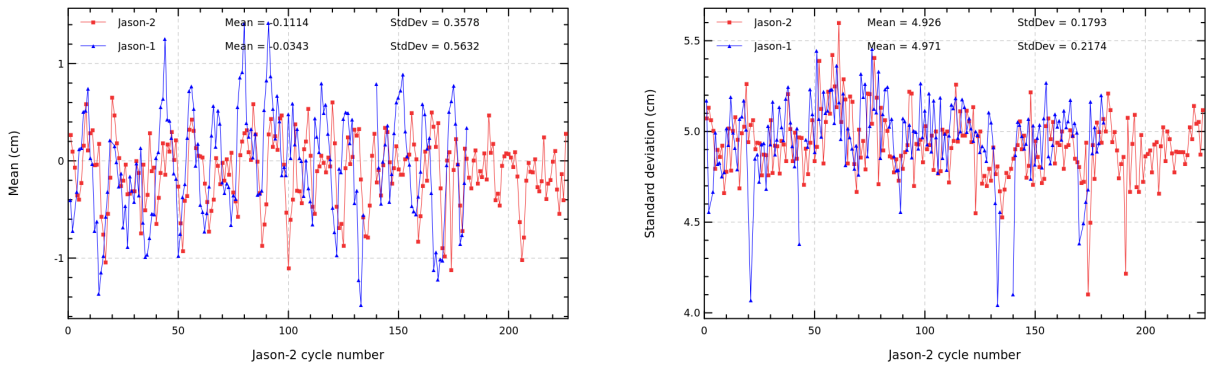 Jason-2 Mean = -0.1114 StdDev = 0.3578
Jason-1 Mean = -0.0343 StdDev = 0.5632
Mean (cm)
1
0
-1
0 50 100 150 200
Jason-2 cycle number
Jason-2 Mean = 4.926 StdDev = 0.1793
Jason-1 Mean = 4.971 StdDev = 0.2174
Standard deviation (cm)
5.5
5.0
4.5
4.0
0 50 100 150 200
Jason-2 cycle number